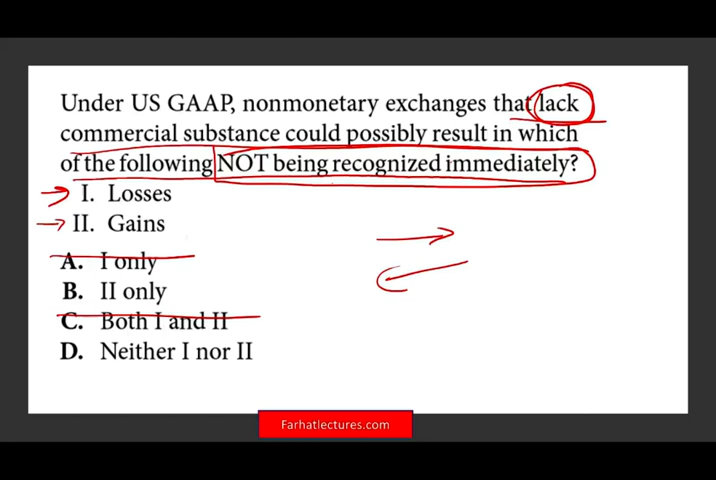 Under US GAAP, nonmonetary exchanges that lack
commercial substance could possibly result in which
of the following NOT being recognized immediately?
I. Losses
II. Gains
A. I only
B. II only
C. Both I and II
D. Neither I nor II
Farhatlectures.com